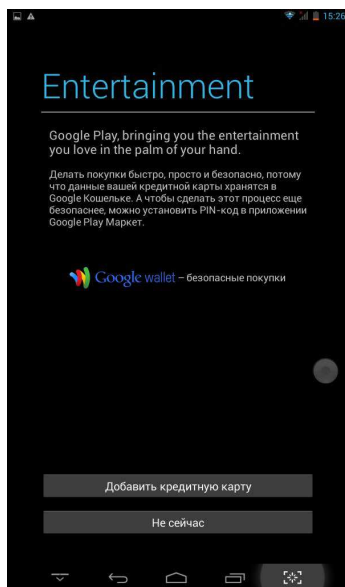 15:26
Entertainment
Google Play, bringing you the entertainment
you love in the palm of your hand.
Делать покупки быстро, просто и безопасно, потому
что данные вашей кредитной карты хранятся в
Google Кошельке. А чтобы сделать этот процесс еще
безопаснее, можно установить PIN-код в приложении
Google Play Маркет.
Google wallet – безопасные покупки
Добавить кредитную карту
Не сейчас